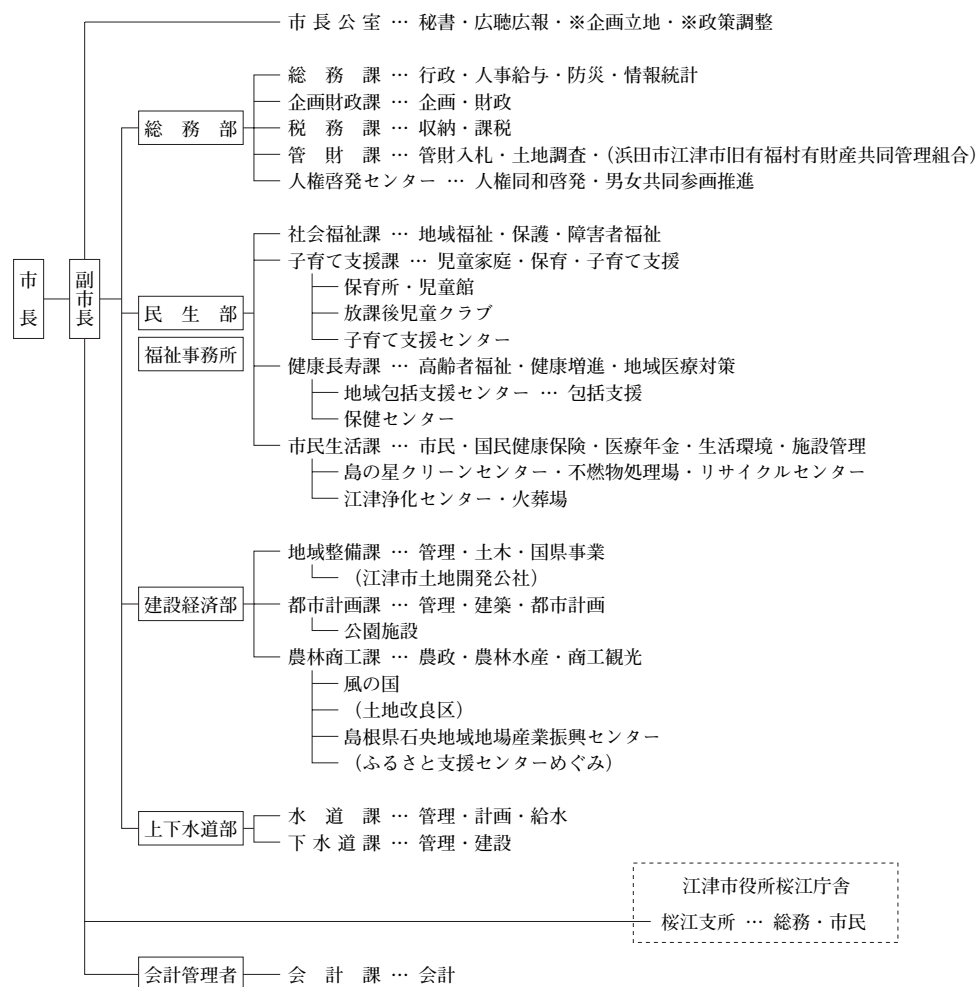 市長公室 … 秘書・広聴広報・※企画立地・※政策調整
総務部
総務課 … 行政・人事給与・防災・情報統計
企画財政課 … 企画・財政
税務課 … 収納・課税
管財課 … 管財入札・土地調査・(浜田市江津市旧有福村有財産共同管理組合)
人権啓発センター … 人権同和啓発・男女共同参画推進
市長
副市長
民生部
福祉事務所
社会福祉課 … 地域福祉・保護・障害者福祉
子育て支援課 … 児童家庭・保育・子育て支援
保育所・児童館
放課後児童クラブ
子育て支援センター
健康長寿課 … 高齢者福祉・健康増進・地域医療対策
地域包括支援センター … 包括支援
保健センター
市民生活課 … 市民・国民健康保険・医療年金・生活環境・施設管理
島の星クリーンセンター・不燃物処理場・リサイクルセンター
江津浄化センター・火葬場
建設経済部
地域整備課 … 管理・土木・国県事業
(江津市土地開発公社)
都市計画課 … 管理・建築・都市計画
公園施設
農林商工課 … 農政・農林水産・商工観光
風の国
(土地改良区)
島根県石央地域地場産業振興センター
(ふるさと支援センターめぐみ)
上下水道部
水道課 … 管理・計画・給水
下水道課 … 管理・建設
江津市役所桜江庁舎
桜江支所 … 総務・市民
会計管理者
会計課 … 会計